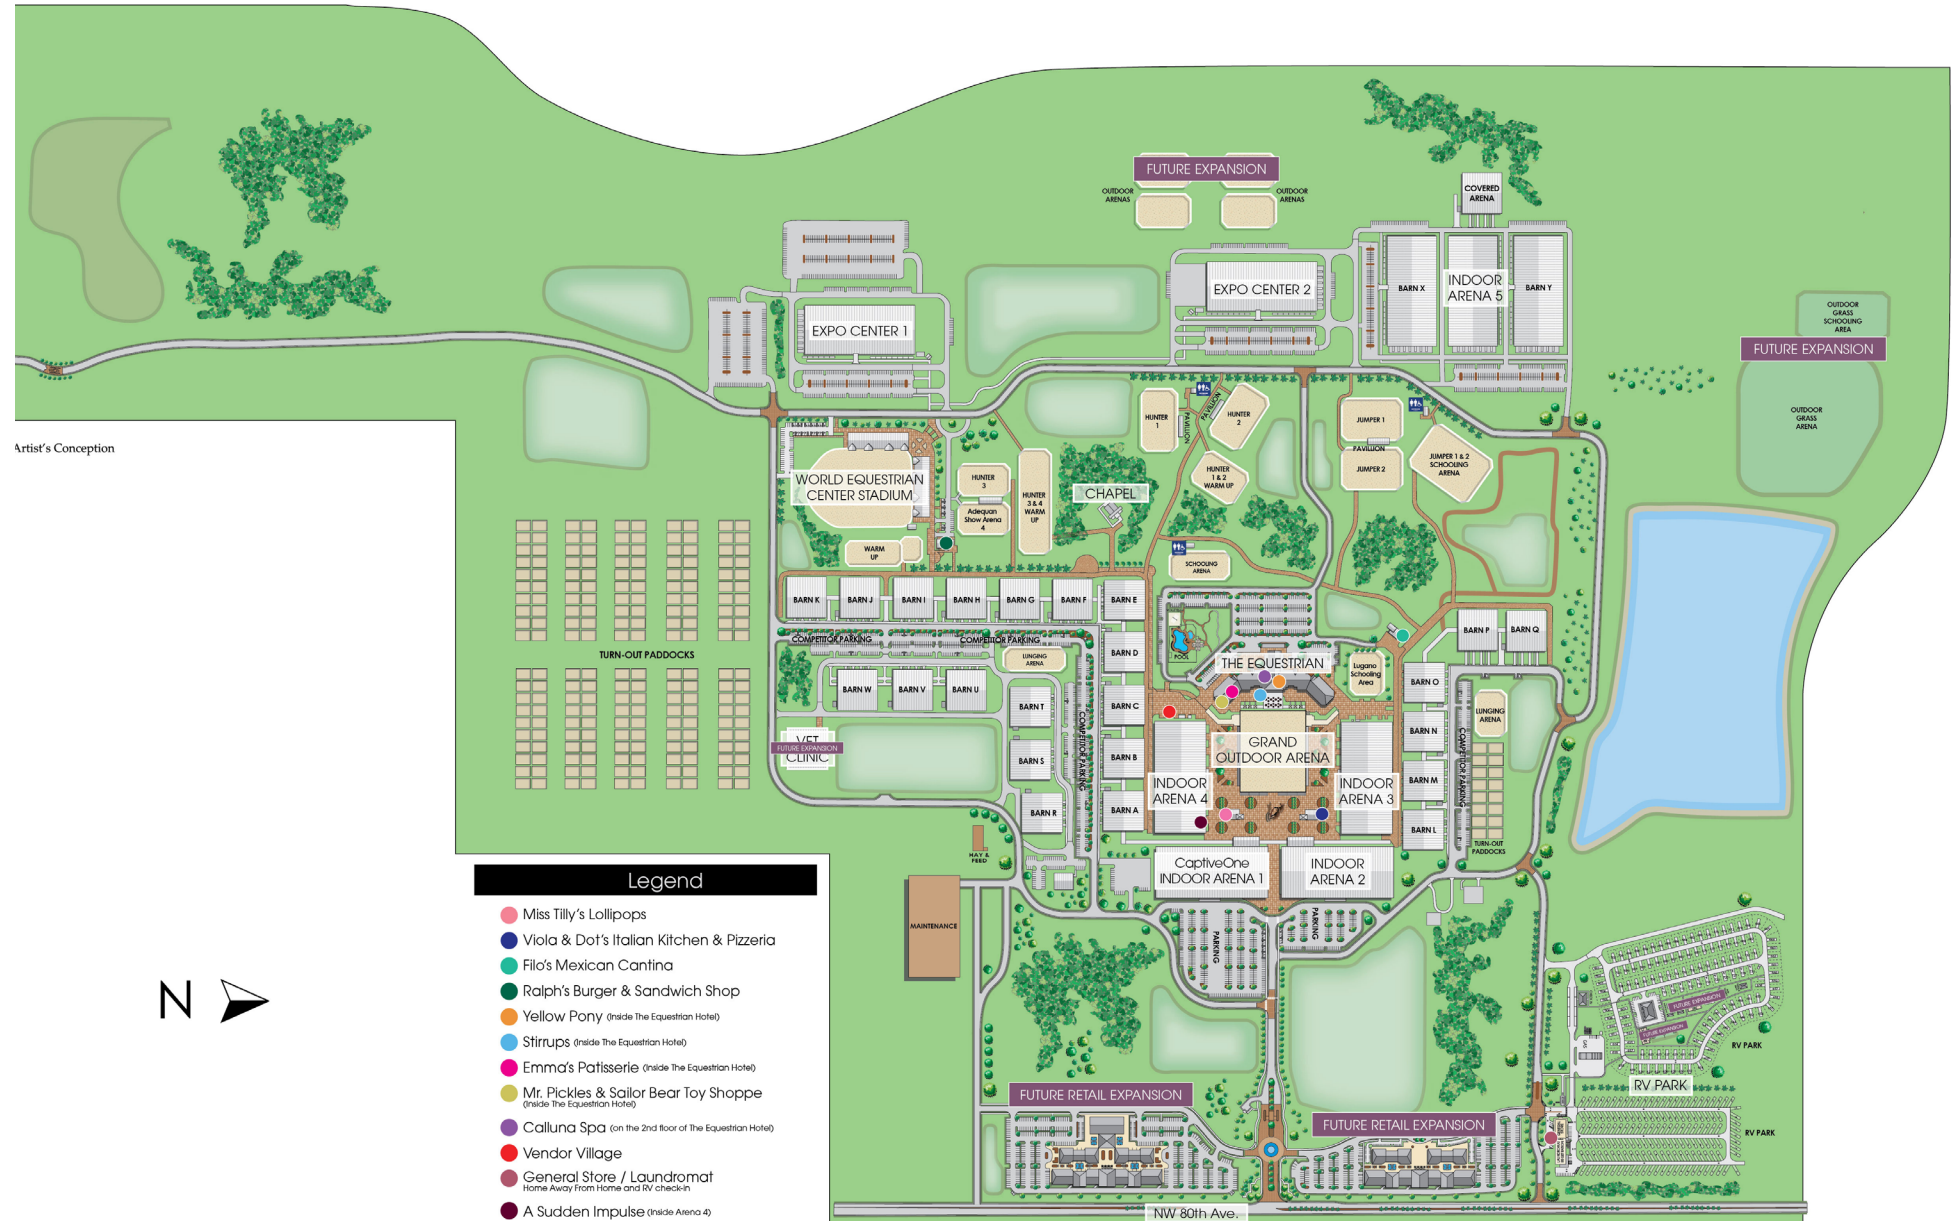 FUTURE EXPANSION
OUTDOOR
ARENAS
OUTDOOR
ARENAS
COVERED
ARENA
EXPO CENTER 2
BARN X
INDOOR
ARENA 5
BARN Y
OUTDOOR
GRASS
SCHOOLING
AREA
FUTURE EXPANSION
OUTDOOR
GRASS
ARENA
EXPO CENTER 1
Artist's Conception
HUNTER
1
PAVILLION
PAVILLION
HUNTER
2
HUNTER
1 & 2
WARM UP
JUMPER 1
PAVILLION
JUMPER 2
JUMPER 1 & 2
SCHOOLING
ARENA
WORLD EQUESTRIAN
CENTER STADIUM
HUNTER
3
Adequan
Show Arena
4
HUNTER
3 & 4
WARM
UP
CHAPEL
WARM
UP
SCHOOLING
ARENA
BARN K
BARN J
BARN I
BARN H
BARN G
BARN F
BARN E
COMPETITOR PARKING
COMPETITOR PARKING
LUNGING
ARENA
BARN D
POOL
THE EQUESTRIAN
Lugano
Schooling
Area
BARN P
BARN Q
BARN O
TURN-OUT PADDOCKS
BARN W
BARN V
BARN U
BARN T
BARN C
COMPETITOR PARKING
LUNGING
ARENA
BARN N
COMPETITOR PARKING
VET
FUTURE EXPANSION
CLINIC
BARN S
BARN B
GRAND
OUTDOOR ARENA
INDOOR
ARENA 4
INDOOR
ARENA 3
BARN M
BARN R
BARN A
BARN L
TURN-OUT
PADDOCKS
HAY &
FEED
CaptiveOne
INDOOR ARENA 1
INDOOR
ARENA 2
MAINTENANCE
PARKING
PARKING
FUTURE EXPANSION
FUTURE EXPANSION
GAS
RV PARK
RV PARK
RV PARK
FUTURE RETAIL EXPANSION
FUTURE RETAIL EXPANSION
NW 80th Ave.
N
Legend
Miss Tilly's Lollipops
Viola & Dot's Italian Kitchen & Pizzeria
Filo's Mexican Cantina
Ralph's Burger & Sandwich Shop
Yellow Pony (Inside The Equestrian Hotel)
Stirrups (Inside The Equestrian Hotel)
Emma's Patisserie (Inside The Equestrian Hotel)
Mr. Pickles & Sailor Bear Toy Shoppe
(Inside The Equestrian Hotel)
Calluna Spa (on the 2nd floor of The Equestrian Hotel)
Vendor Village
General Store / Laundromat
Home Away From Home and RV check-in
A Sudden Impulse (Inside Arena 4)